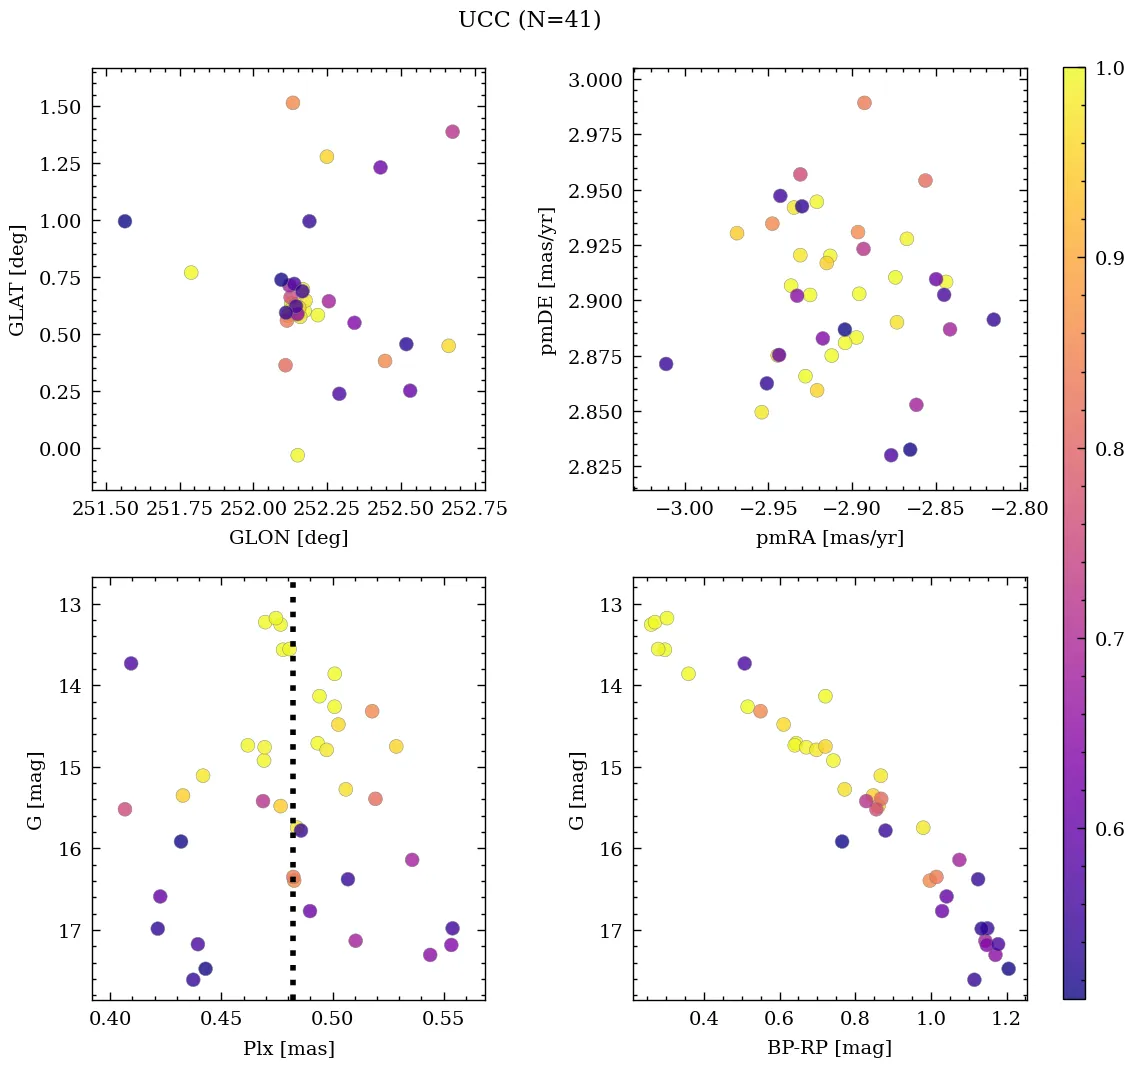 UCC (N=41)
1.50
1.25
1.00
0.75
0.50
0.25
0.00
GLAT [deg]
251.50 251.75 252.00 252.25 252.50 252.75
GLON [deg]
3.000
2.975
2.950
2.925
2.900
2.875
2.850
2.825
pmDE [mas/yr]
−3.00 −2.95 −2.90 −2.85 −2.80
pmRA [mas/yr]
13
14
15
16
17
G [mag]
0.40 0.45 0.50 0.55
Plx [mas]
13
14
15
16
17
G [mag]
0.4 0.6 0.8 1.0 1.2
BP-RP [mag]
1.0
0.9
0.8
0.7
0.6